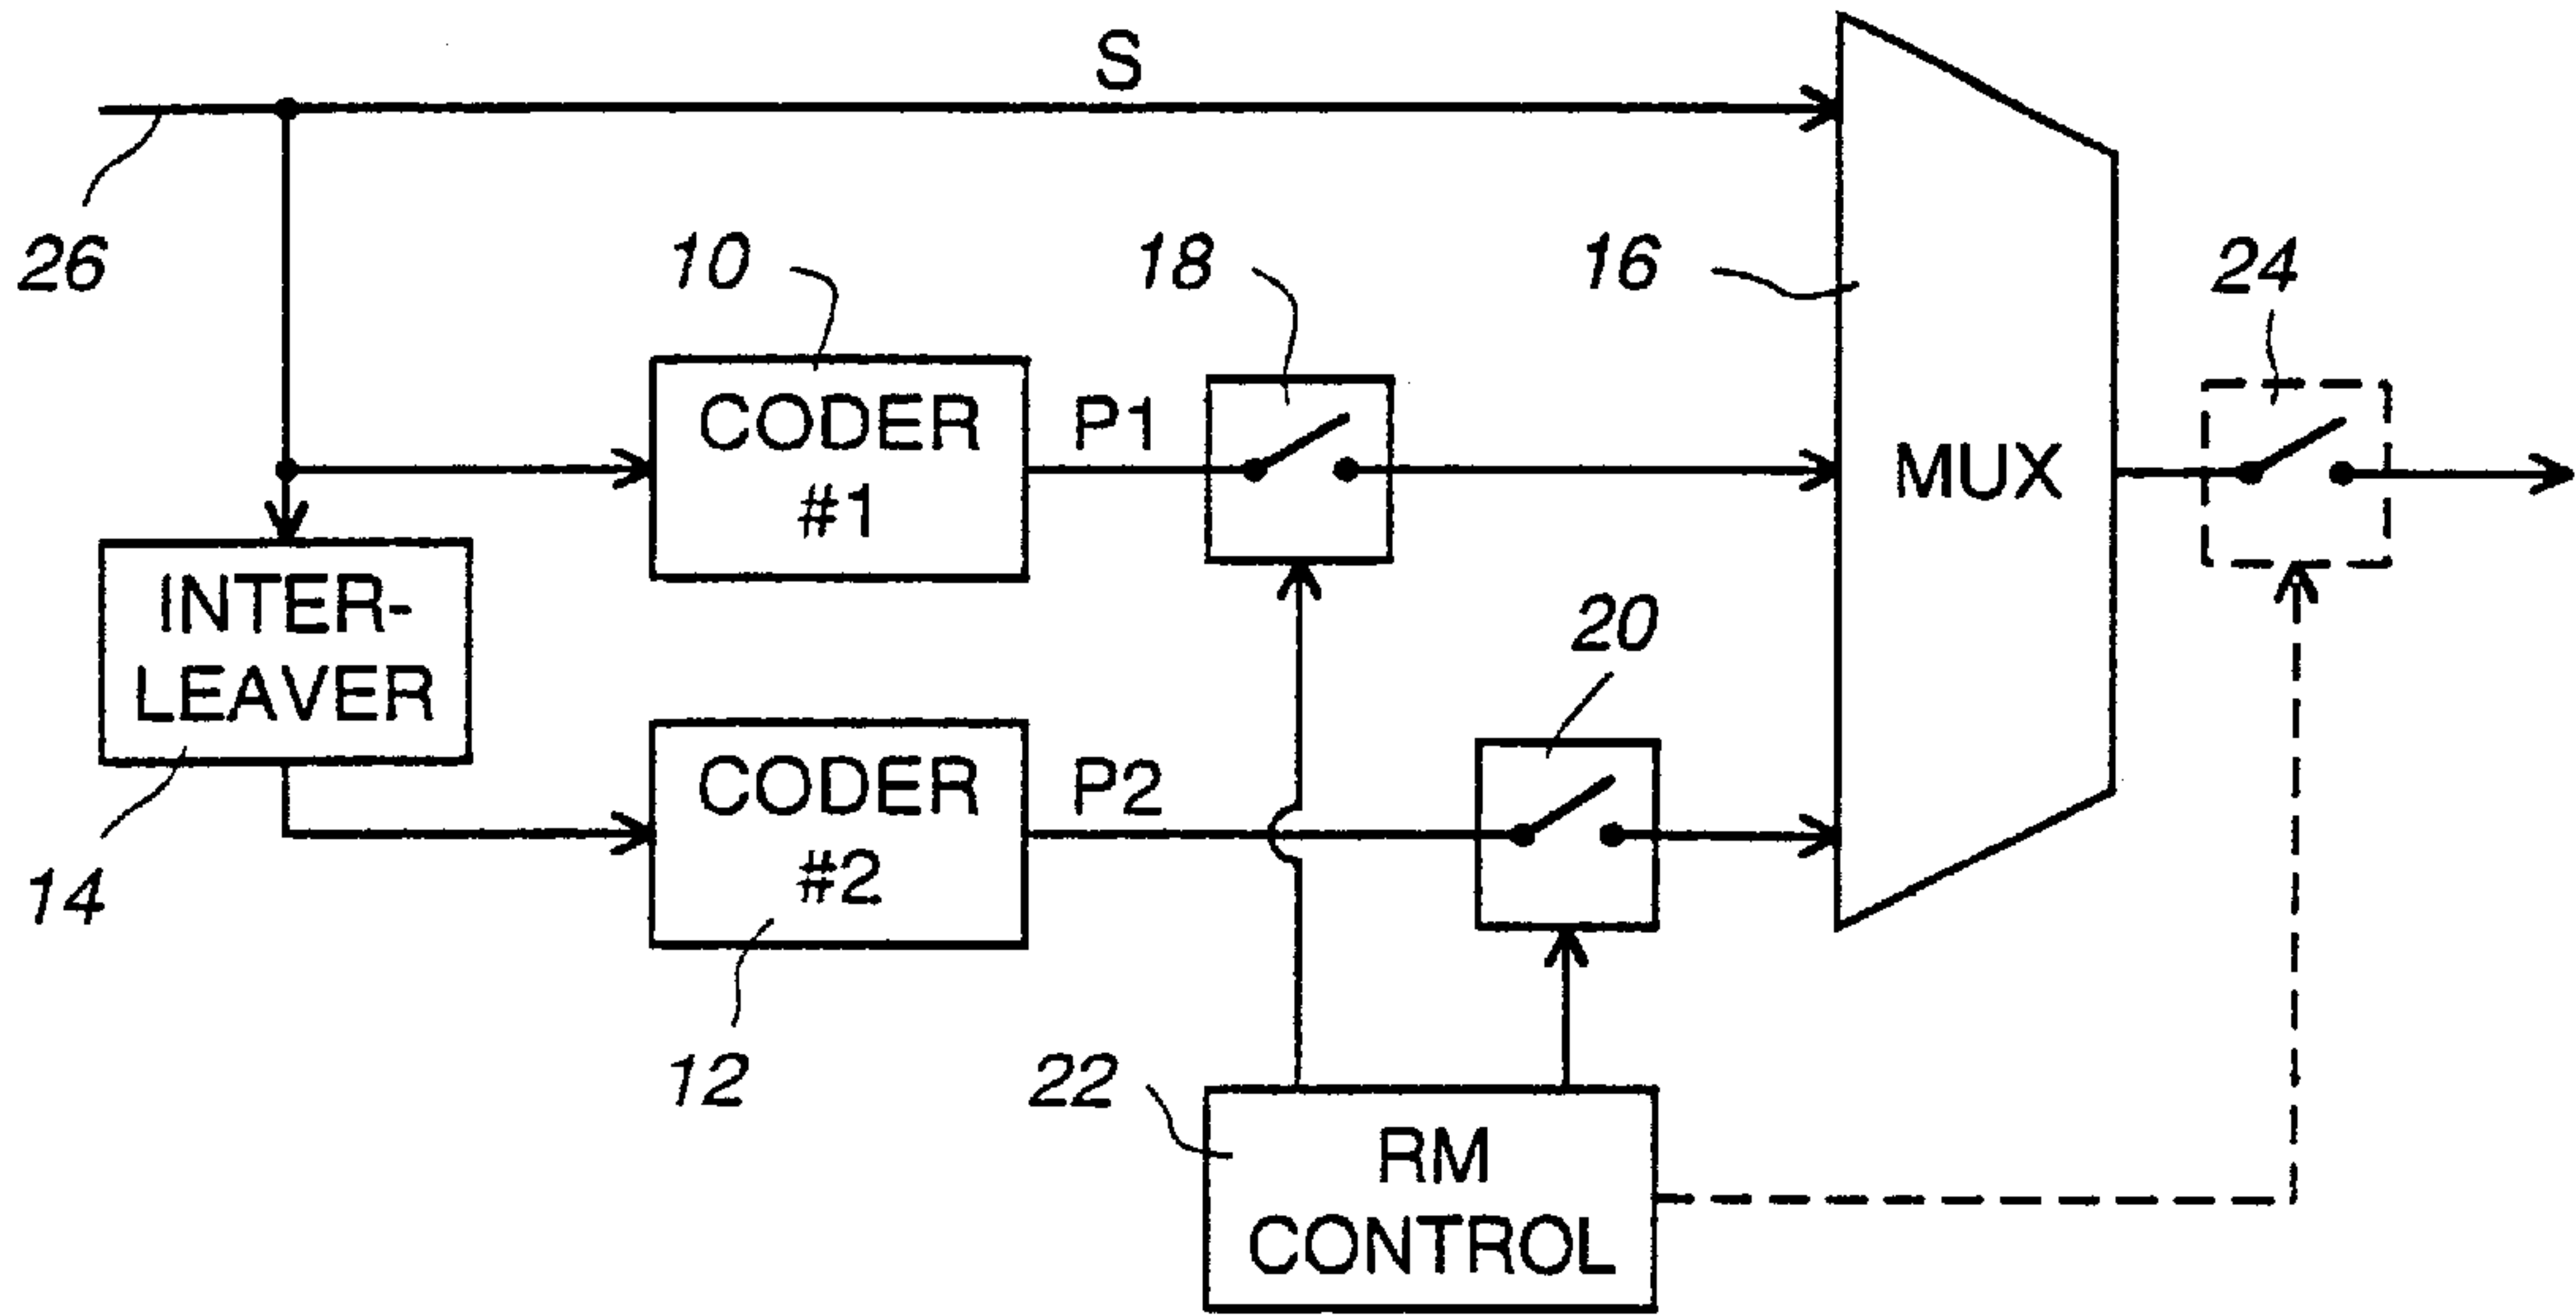 S
26
10
18
16
24
CODER
#1
P1
MUX
INTER-
LEAVER
20
CODER
#2
P2
14
12
22
RM
CONTROL